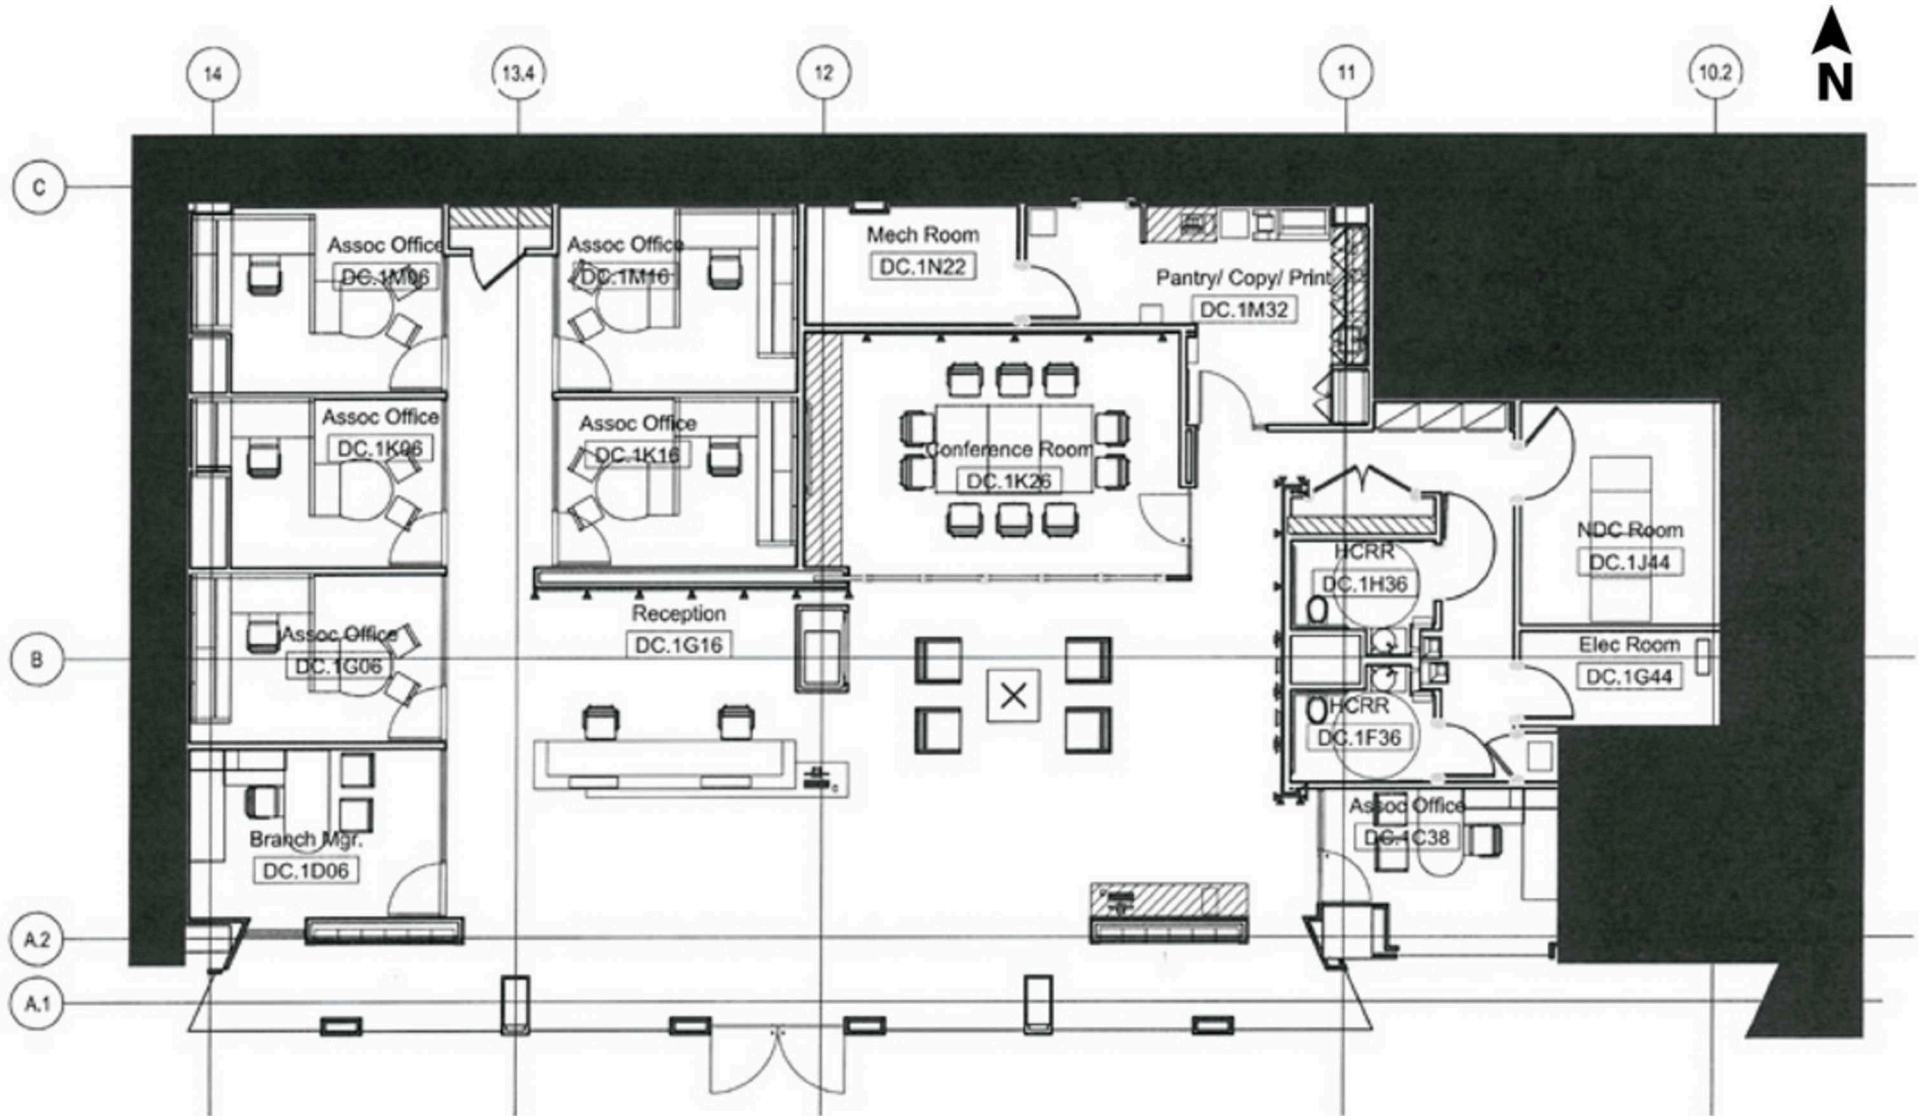 N
14
13.4
12
11
10.2
C
B
A.2
A.1
Assoc Office
DC.1M06
Assoc Office
DC.1M16
Mech Room
DC.1N22
Pantry/ Copy/ Print
DC.1M32
Assoc Office
DC.1K06
Assoc Office
DC.1K16
Conference Room
DC.1K26
NDC Room
DC.1J44
HCRR
DC.1H36
Reception
DC.1G16
Assoc Office
DC.1G06
Elec Room
DC.1G44
HCRR
DC.1F36
Branch Mgr.
DC.1D06
Assoc Office
DC.1C38